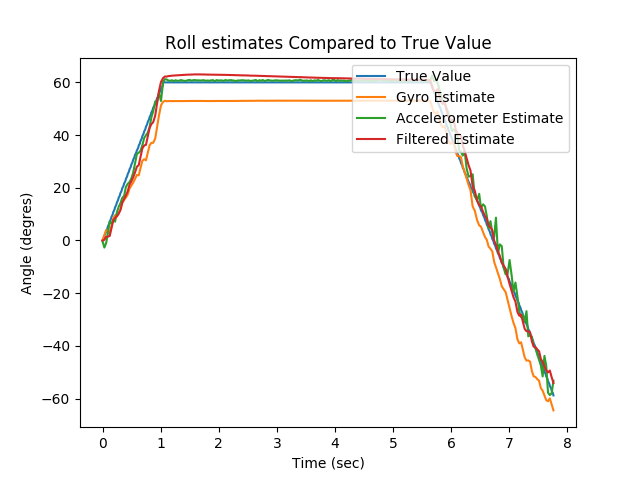 Roll estimates Compared to True Value
True Value
Gyro Estimate
Accelerometer Estimate
Filtered Estimate
60
40
20
0
−20
−40
−60
Angle (degres)
0 1 2 3 4 5 6 7 8
Time (sec)